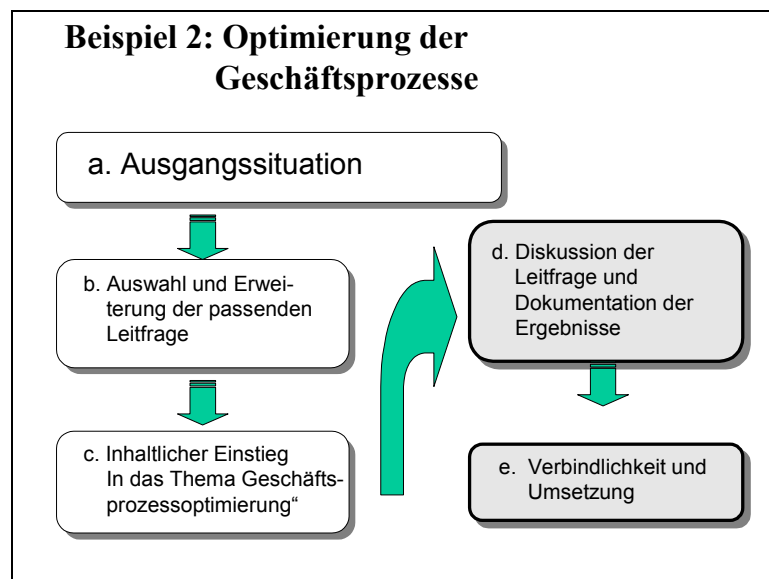 Beispiel 2: Optimierung der
Geschäftsprozesse
a. Ausgangssituation
b. Auswahl und Erwei-
terung der passenden
Leitfrage
c. Inhaltlicher Einstieg
In das Thema Geschäfts-
prozessoptimierung“
d. Diskussion der
Leitfrage und
Dokumentation der
Ergebnisse
e. Verbindlichkeit und
Umsetzung